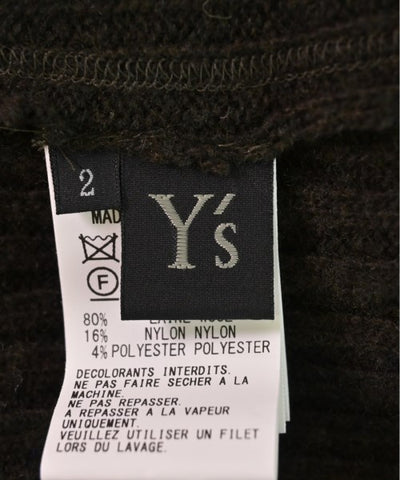 2
Y's
MAD
F
80%
16% NYLON NYLON
4% POLYESTER POLYESTER
DECOLORANTS INTERDITS.
NE PAS FAIRE SECHER A LA
MACHINE.
NE PAS REPASSER.
A REPASSER A LA VAPEUR
UNIQUEMENT.
VEUILLEZ UTILISER UN FILET
LORS DU LAVAGE.